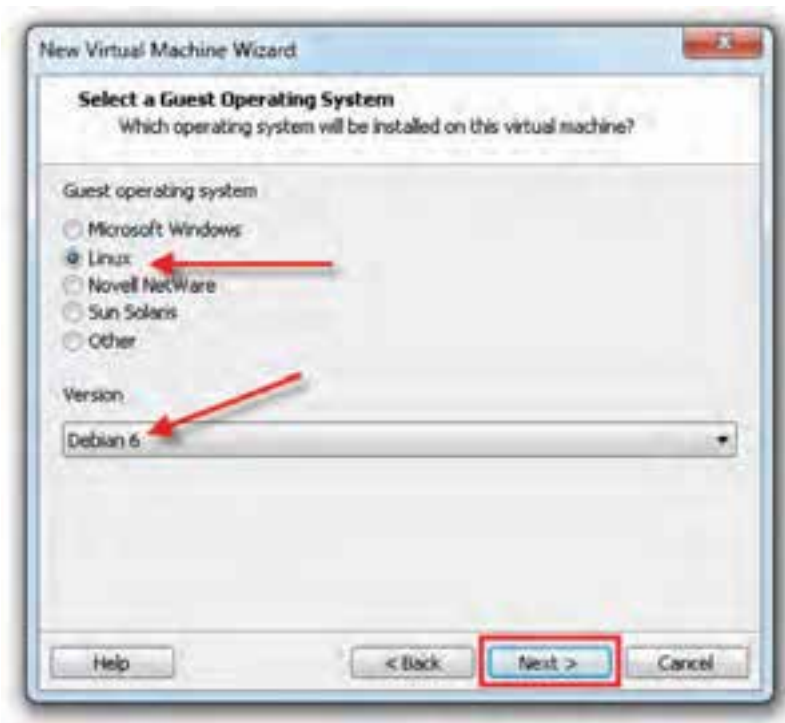 New Virtual Machine Wizard
Select a Guest Operating System
Which operating system will be installed on this virtual machine?
Guest operating system
Microsoft Windows
Linux
Novell NetWare
Sun Solaris
Other
Version
Debian 6
Help
< Back
Next >
Cancel